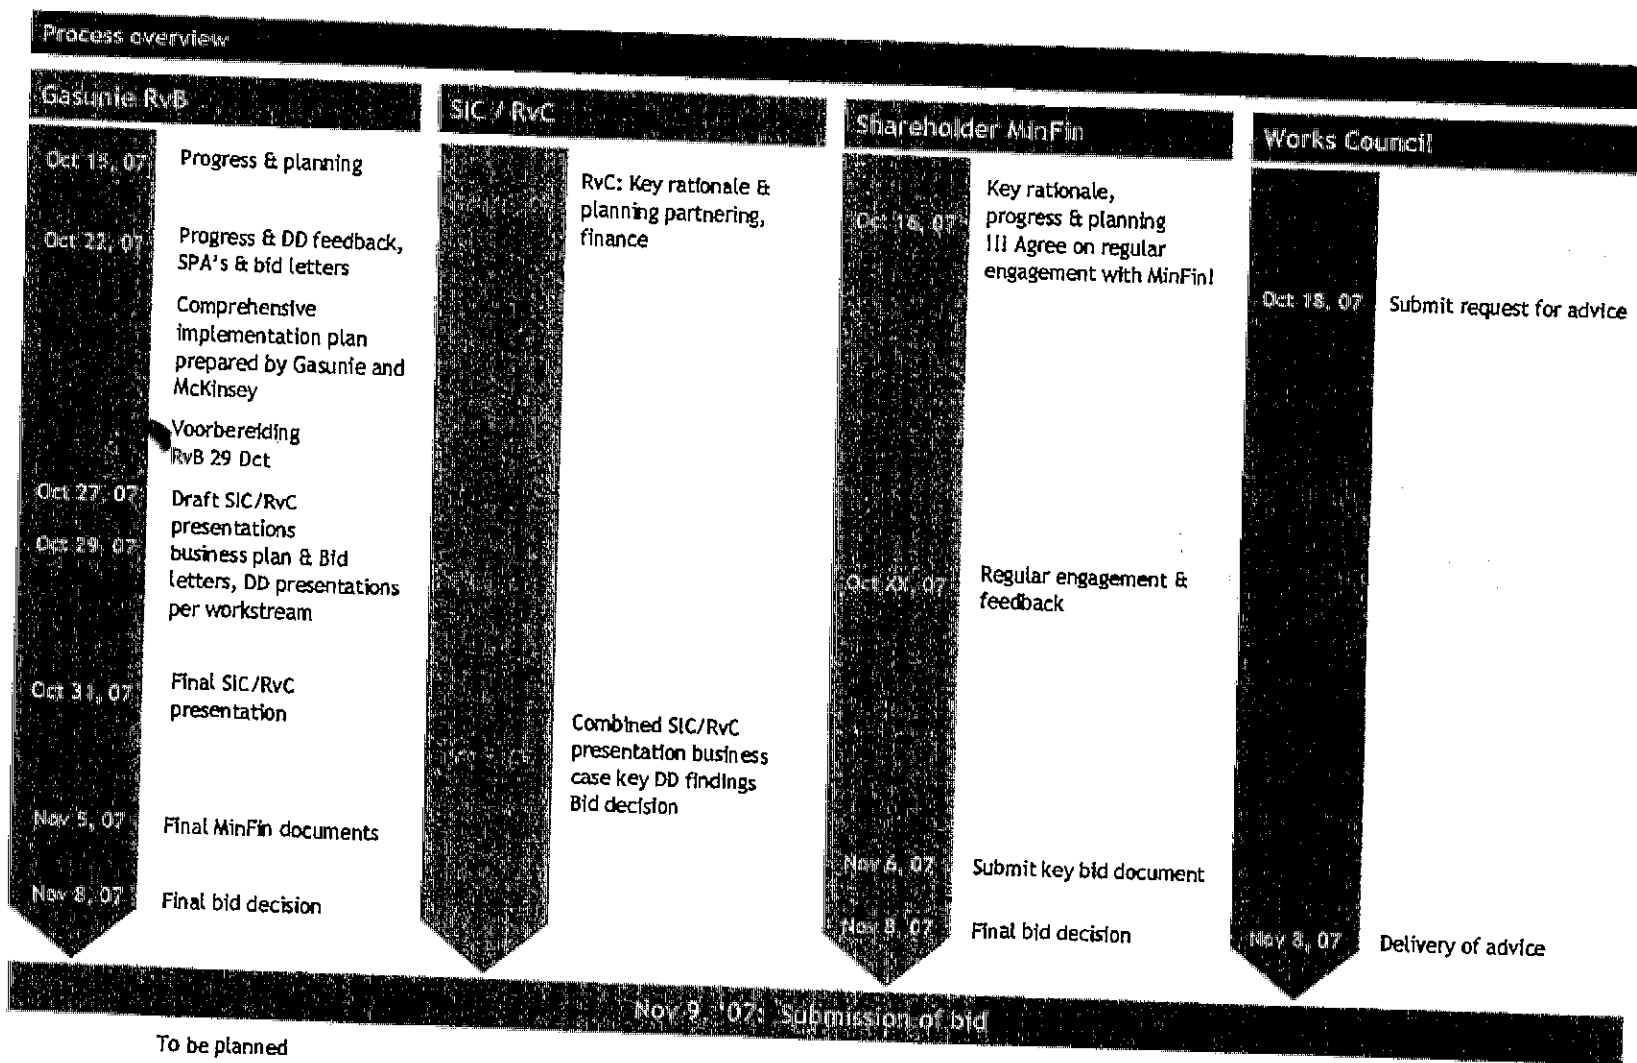 Process overview
Gasunie RvB
Oct 15, 07
Progress & planning
Oct 22, 07
Progress & DD feedback,
SPA's & bid letters
Comprehensive
implementation plan
prepared by Gasunie and
McKinsey
Voorbereiding
RvB 29 Oct
Oct 27, 07
Draft SIC/RvC
presentations
Oct 29, 07
business plan & Bid
letters, DD presentations
per workstream
Oct 31, 07
Final SIC/RvC
presentation
Nov 5, 07
Final MinFin documents
Nov 8, 07
Final bid decision
SIC / RvC
RvC: Key rationale &
planning partnering,
finance
Combined SIC/RvC
presentation business
case key DD findings
Bid decision
Shareholder MinFin
Oct 16, 07
Key rationale,
progress & planning
!!! Agree on regular
engagement with MinFin!
Oct XX, 07
Regular engagement &
feedback
Nov 6, 07
Submit key bid document
Nov 8, 07
Final bid decision
Works Council
Oct 18, 07
Submit request for advice
Nov 8, 07
Delivery of advice
Nov 9, '07: Submission of bid
To be planned